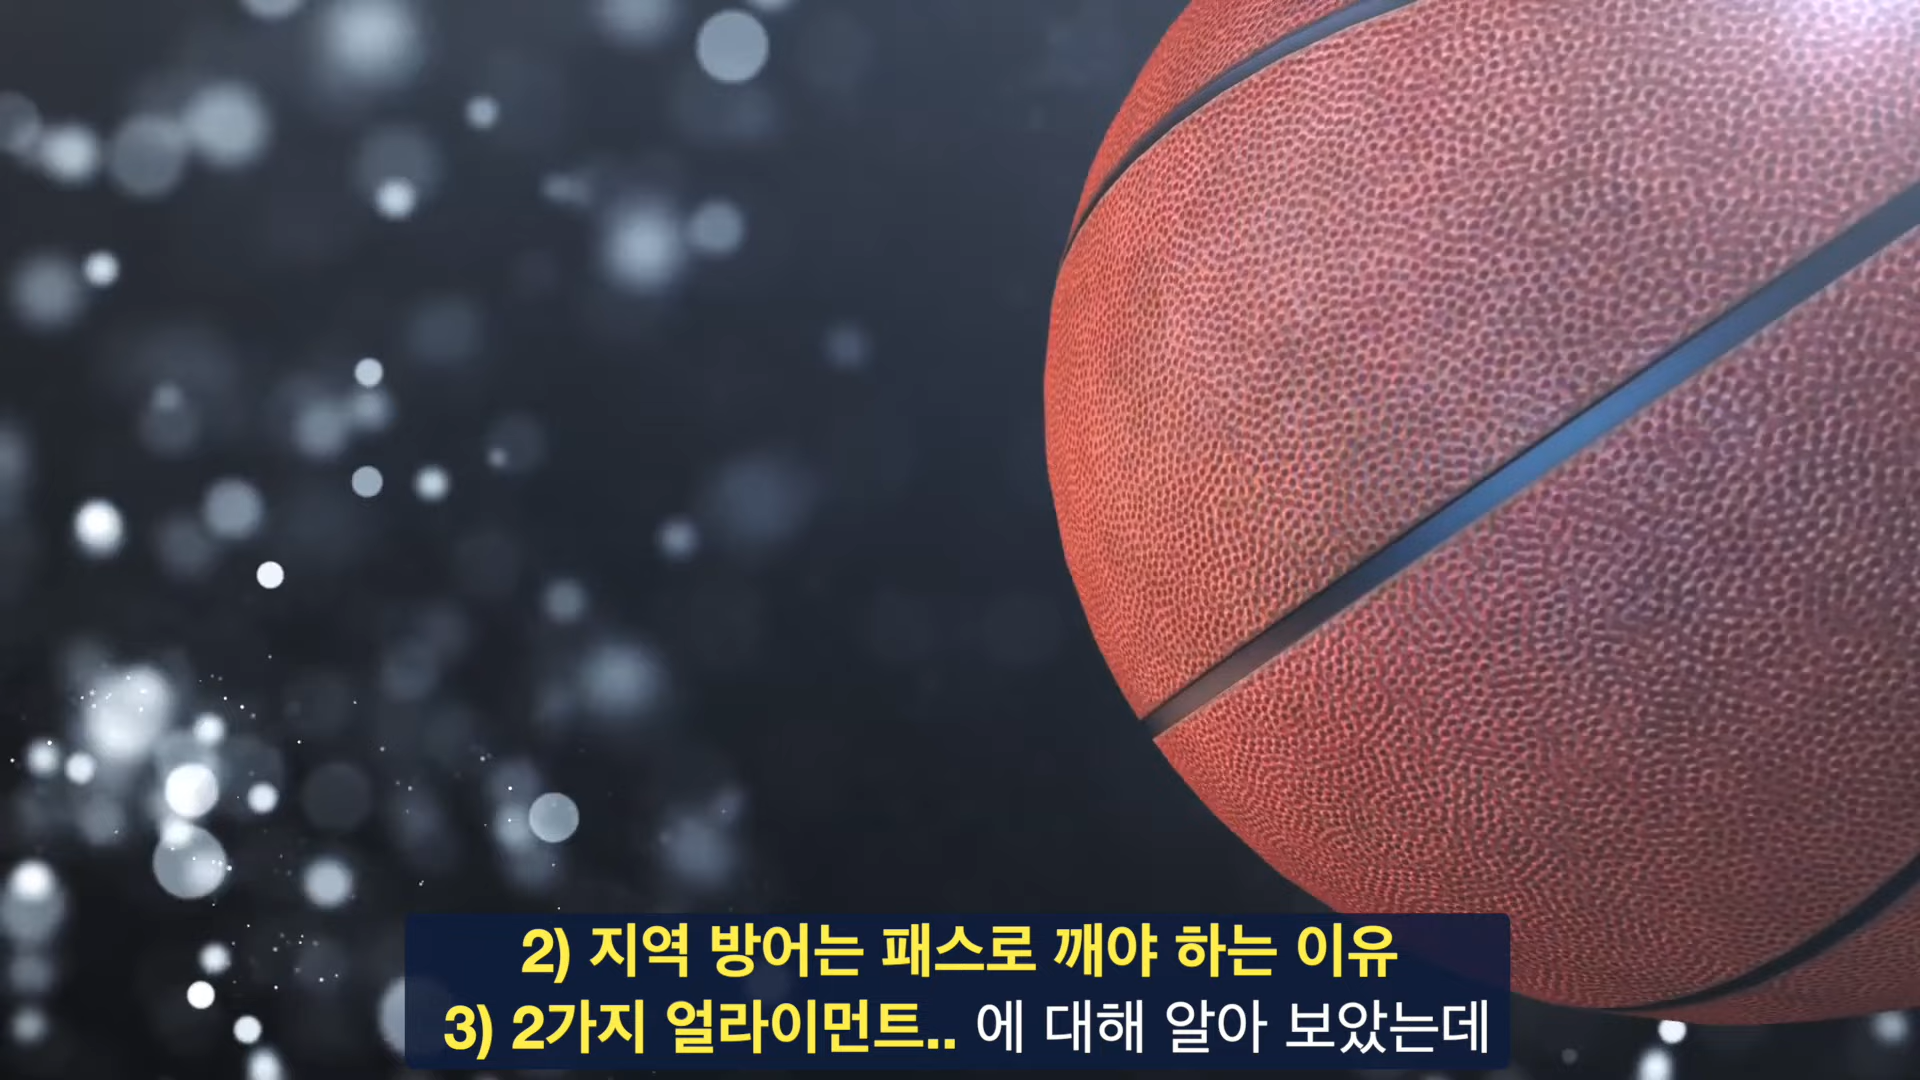 2) 지역 방어는 패스로 깨야 하는 이유
3) 2가지 얼라이먼트.. 에 대해 알아 보았는데